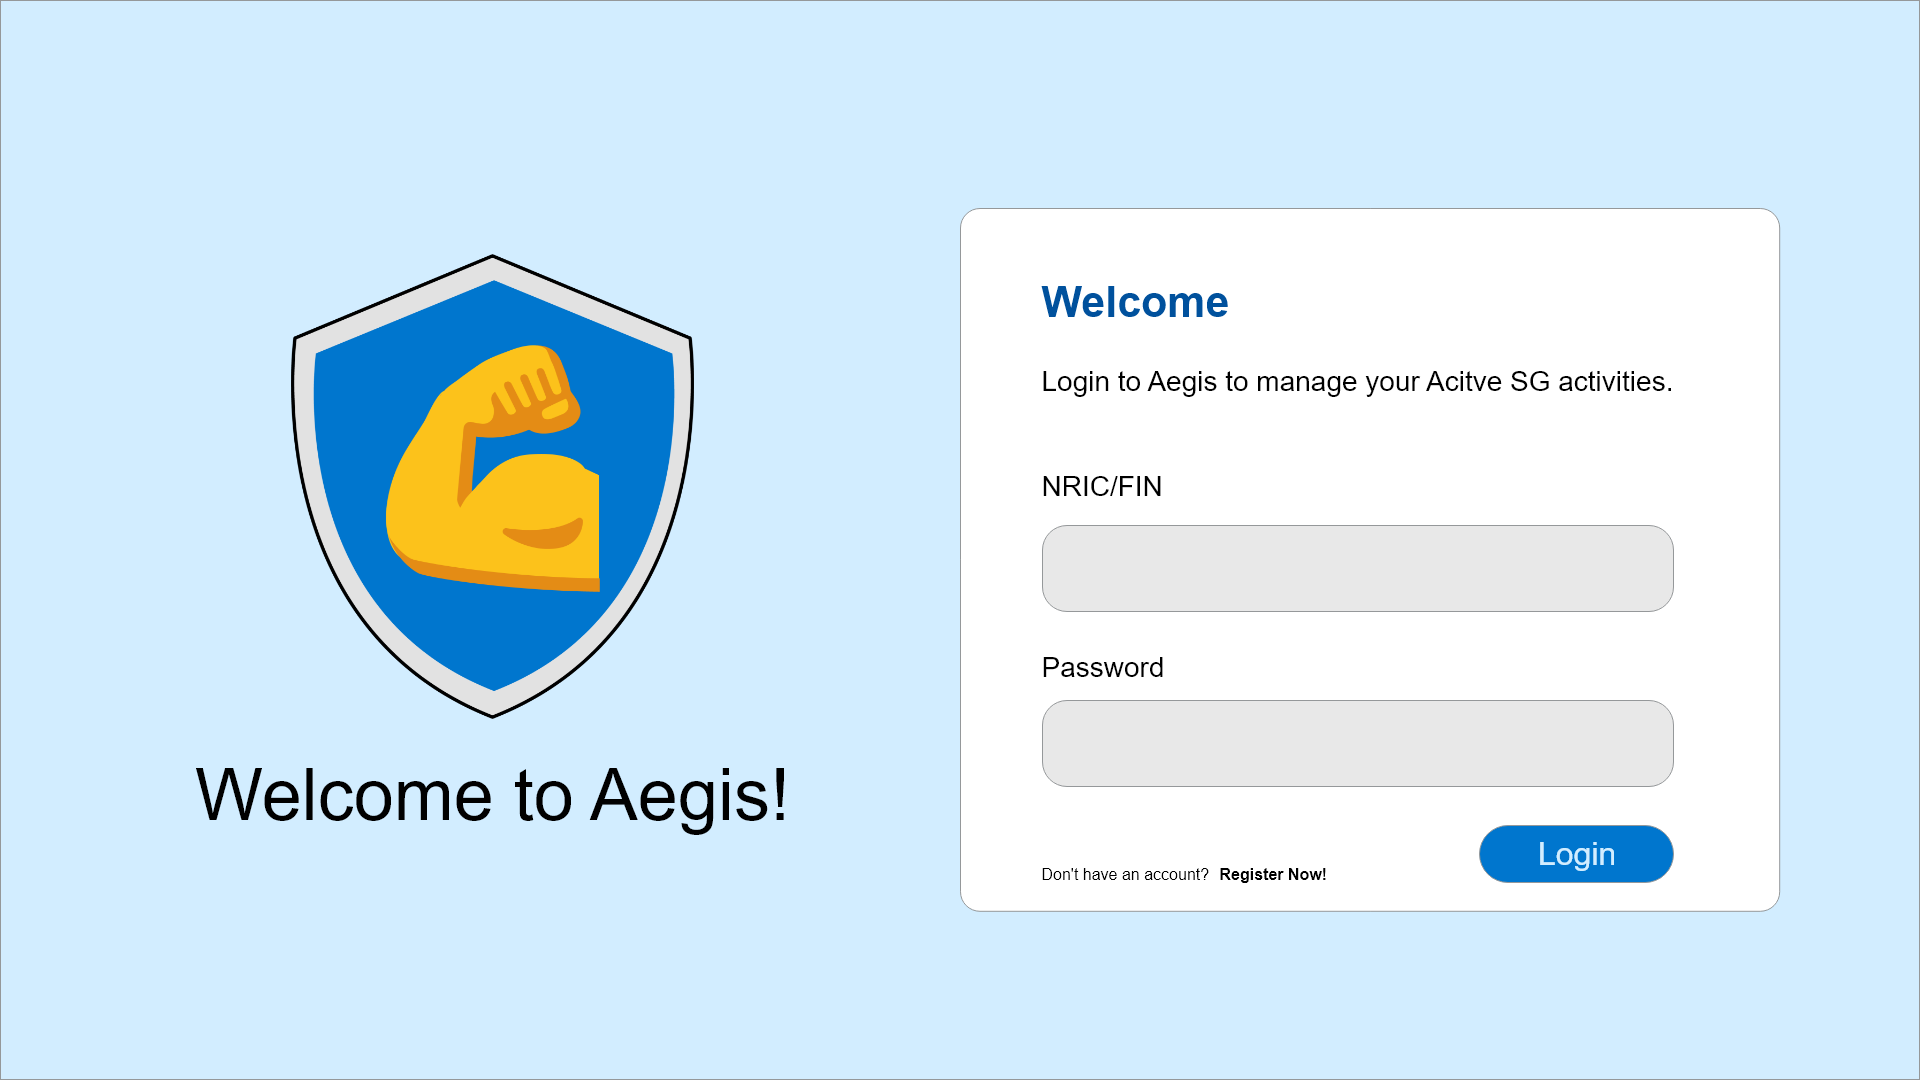 Welcome to Aegis!
Welcome
Login to Aegis to manage your Acitve SG activities.
NRIC/FIN
Password
Don't have an account? Register Now!
Login